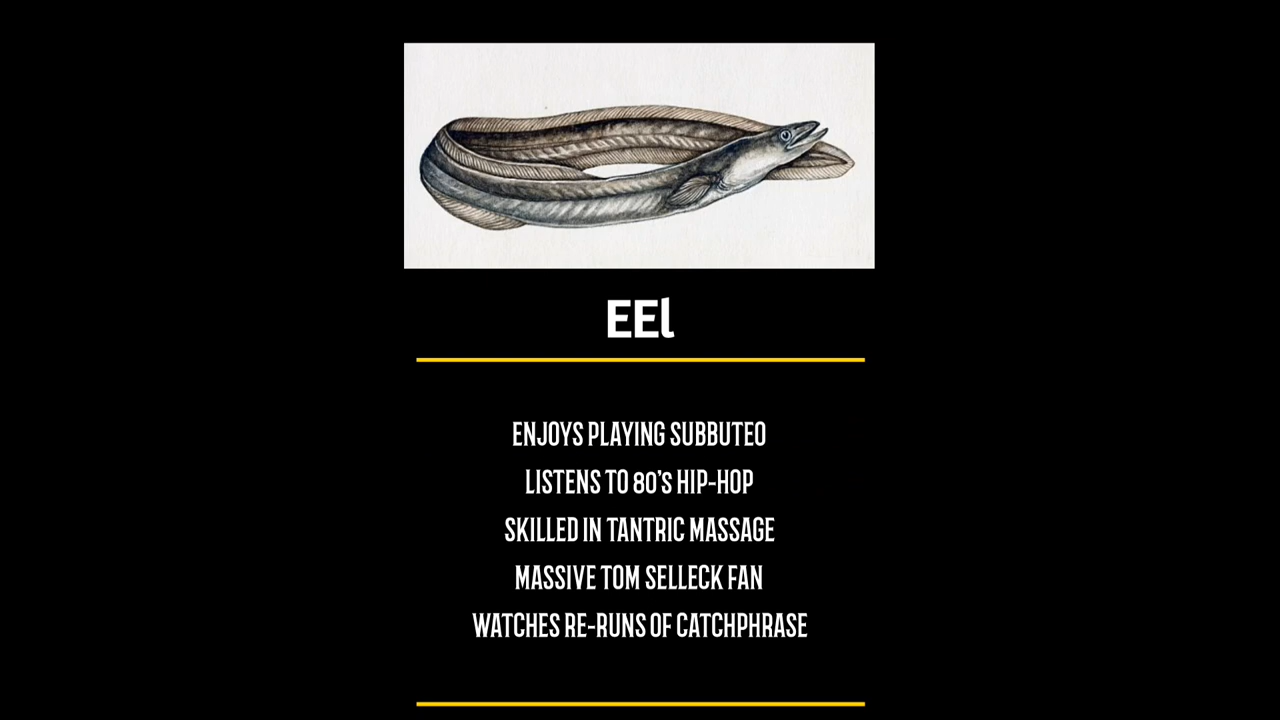 EEl
ENJOYS PLAYING SUBBUTEO
LISTENS TO 80's HIP-HOP
SKILLED IN TANTRIC MASSAGE
MASSIVE TOM SELLECK FAN
WATCHES RE-RUNS OF CATCHPHRASE